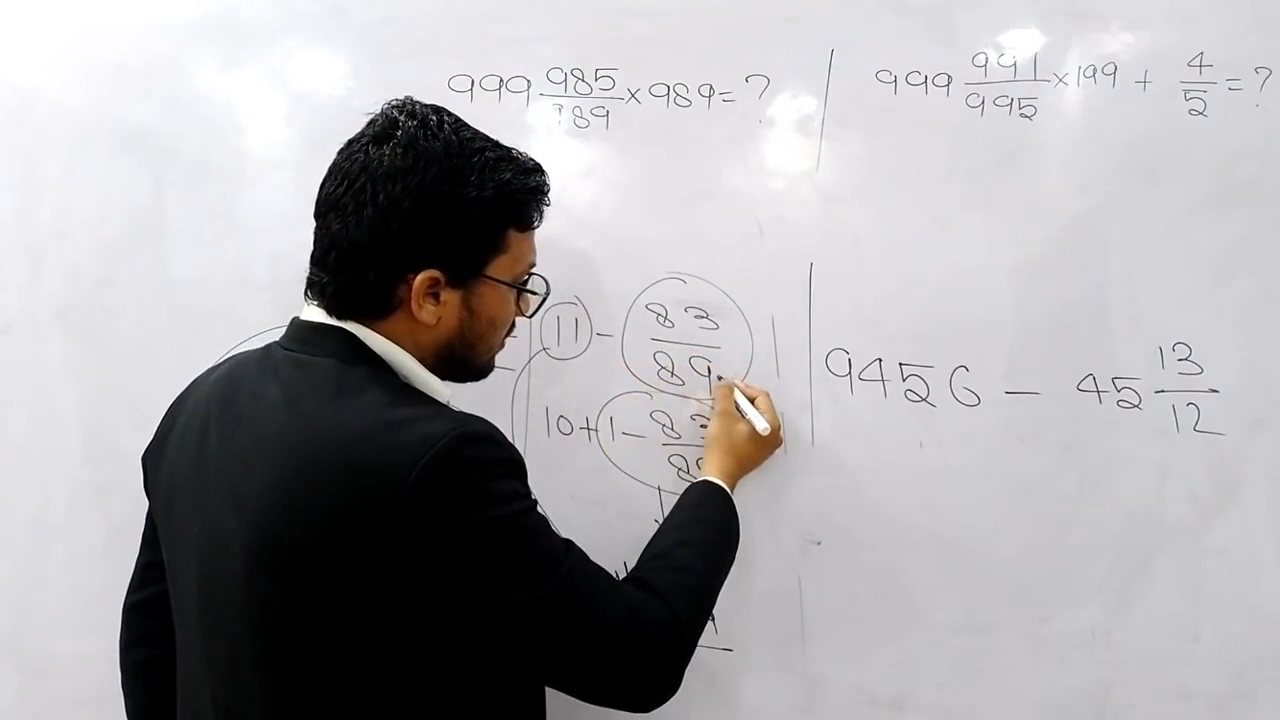 999 985/189 × 989 = ?
999 991/995 × 199 + 4/5 = ?
11 - 83/89
10 + 1 - 83/89
9456 - 45 13/12